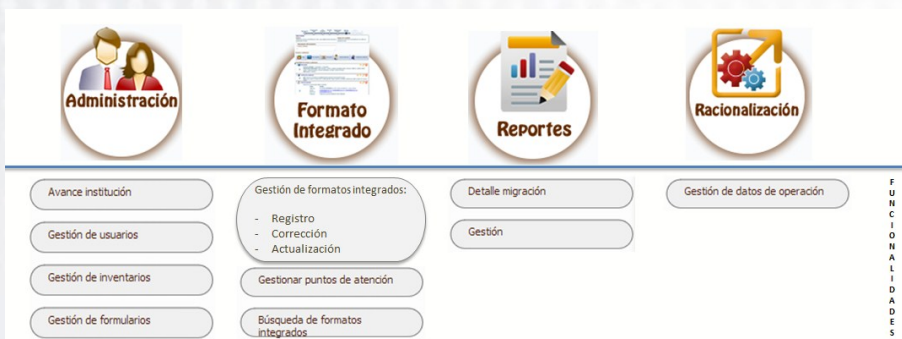 Administración
Formato
Integrado
Reportes
Racionalización
Avance institución
Gestión de usuarios
Gestión de inventarios
Gestión de formularios
Gestión de formatos integrados:
- Registro
- Corrección
- Actualización
Gestionar puntos de atención
Búsqueda de formatos
integrados
Detalle migración
Gestión
Gestión de datos de operación
FUNCIONALIDADES